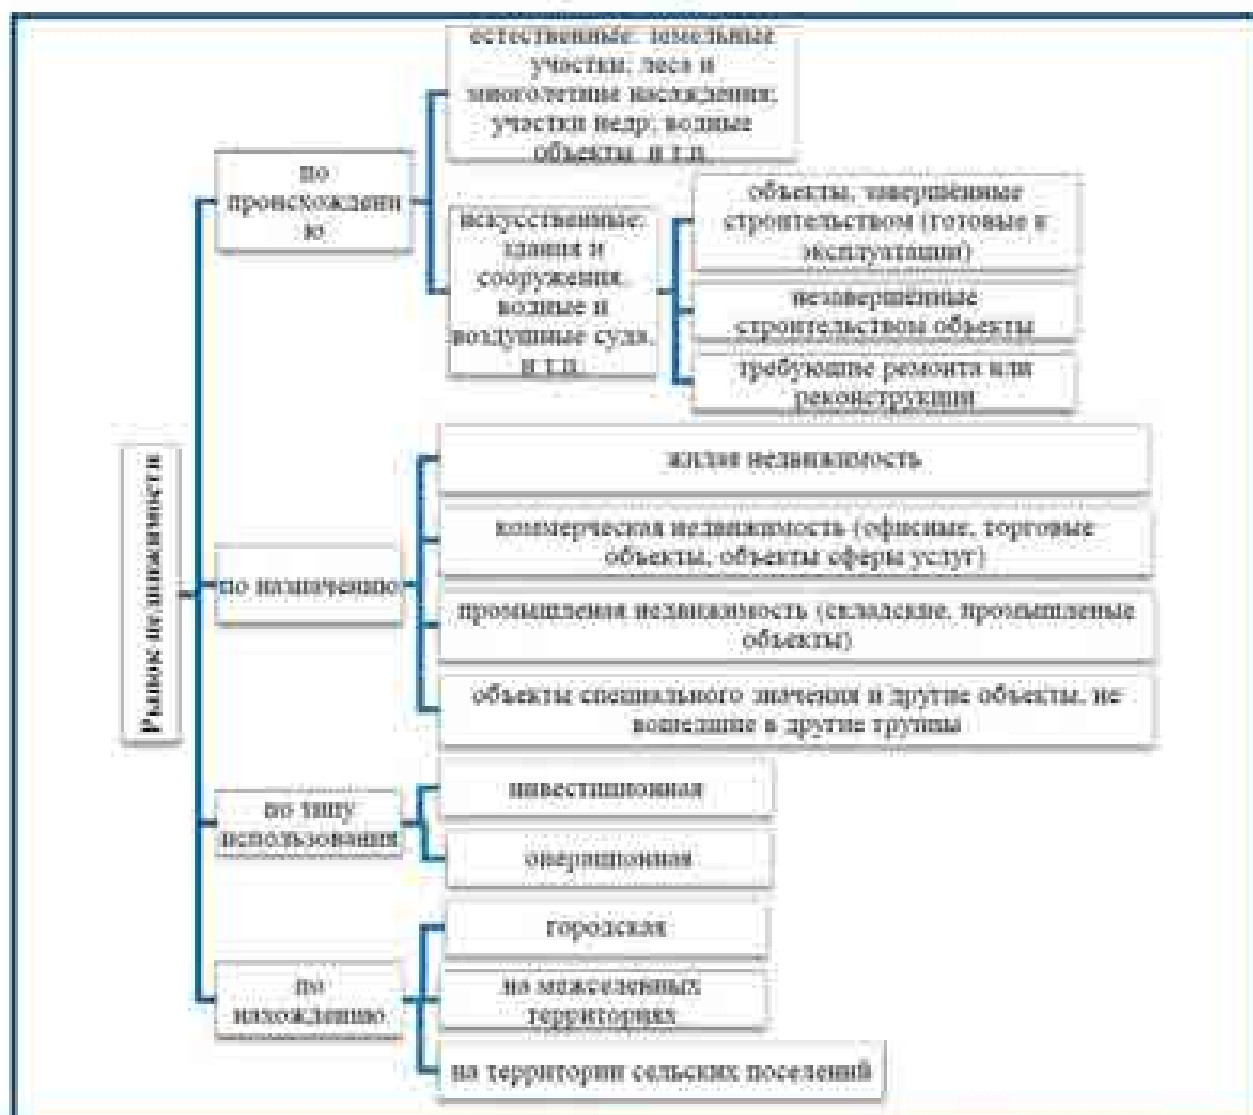 естественные: земельные
участки, леса и
многолетние насаждения;
участки недр; водные
объекты и т.п.
по
происхождени
ю
искусственные:
здания и
сооружения,
водные и
воздушные суда,
и т.п.
объекты, завершённые
строительством (готовые к
эксплуатации)
незавершённые
строительством объекты
требующие ремонта или
реконструкции
Рынок недвижимости
по назначению
жилая недвижимость
коммерческая недвижимость (офисные, торговые
объекты, объекты сферы услуг)
промышленая недвижимость (складские, промышленые
объекты)
объекты специального значения и другие объекты, не
вошедшие в другие группы
по типу
использования
инвестиционная
операционная
по
нахождению
городская
на межселенных
территориях
на территории сельских поселений